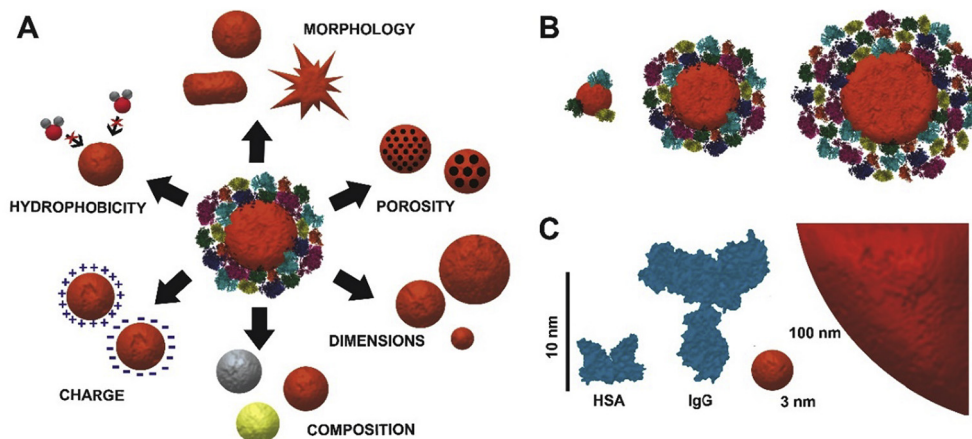 A
MORPHOLOGY
HYDROPHOBICITY
POROSITY
CHARGE
DIMENSIONS
COMPOSITION
B
C
10 nm
HSA
IgG
3 nm
100 nm